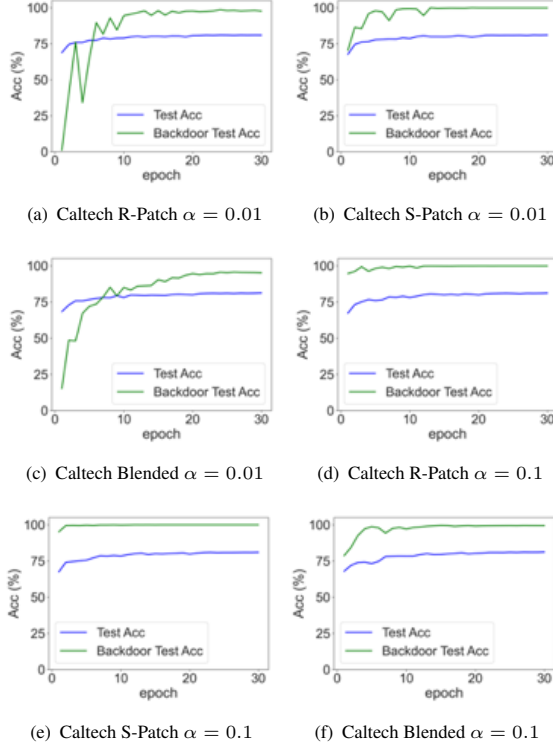 100
75
50
25
0
Acc (%)
Test Acc
Backdoor Test Acc
0 10 20 30
epoch
100
75
50
25
0
Acc (%)
Test Acc
Backdoor Test Acc
0 10 20 30
epoch
(a) Caltech R-Patch α = 0.01
(b) Caltech S-Patch α = 0.01
100
75
50
25
0
Acc (%)
Test Acc
Backdoor Test Acc
0 10 20 30
epoch
100
75
50
25
0
Acc (%)
Test Acc
Backdoor Test Acc
0 10 20 30
epoch
(c) Caltech Blended α = 0.01
(d) Caltech R-Patch α = 0.1
100
75
50
25
0
Acc (%)
Test Acc
Backdoor Test Acc
0 10 20 30
epoch
100
75
50
25
0
Acc (%)
Test Acc
Backdoor Test Acc
0 10 20 30
epoch
(e) Caltech S-Patch α = 0.1
(f) Caltech Blended α = 0.1